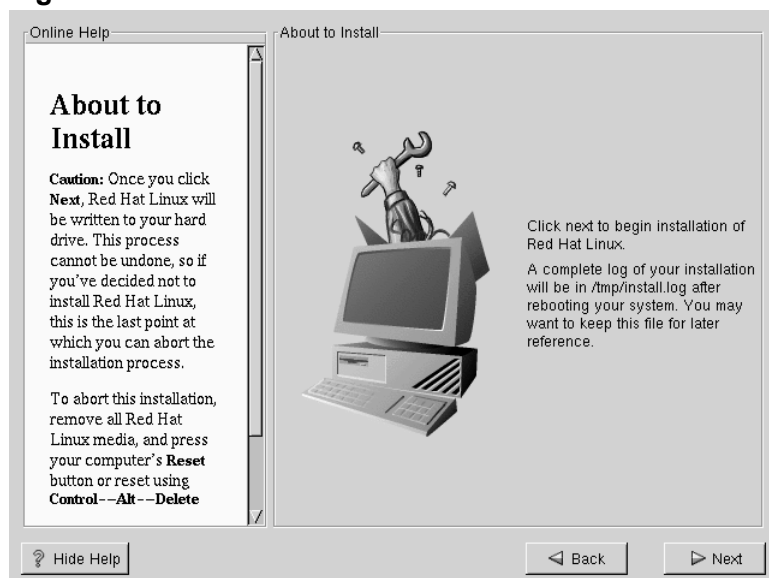 Online Help
About to
Install
Caution: Once you click
Next, Red Hat Linux will
be written to your hard
drive. This process
cannot be undone, so if
you've decided not to
install Red Hat Linux,
this is the last point at
which you can abort the
installation process.
To abort this installation,
remove all Red Hat
Linux media, and press
your computer's Reset
button or reset using
Control--Alt--Delete
About to Install
Click next to begin installation of
Red Hat Linux.
A complete log of your installation
will be in /tmp/install.log after
rebooting your system. You may
want to keep this file for later
reference.
? Hide Help
Back
Next